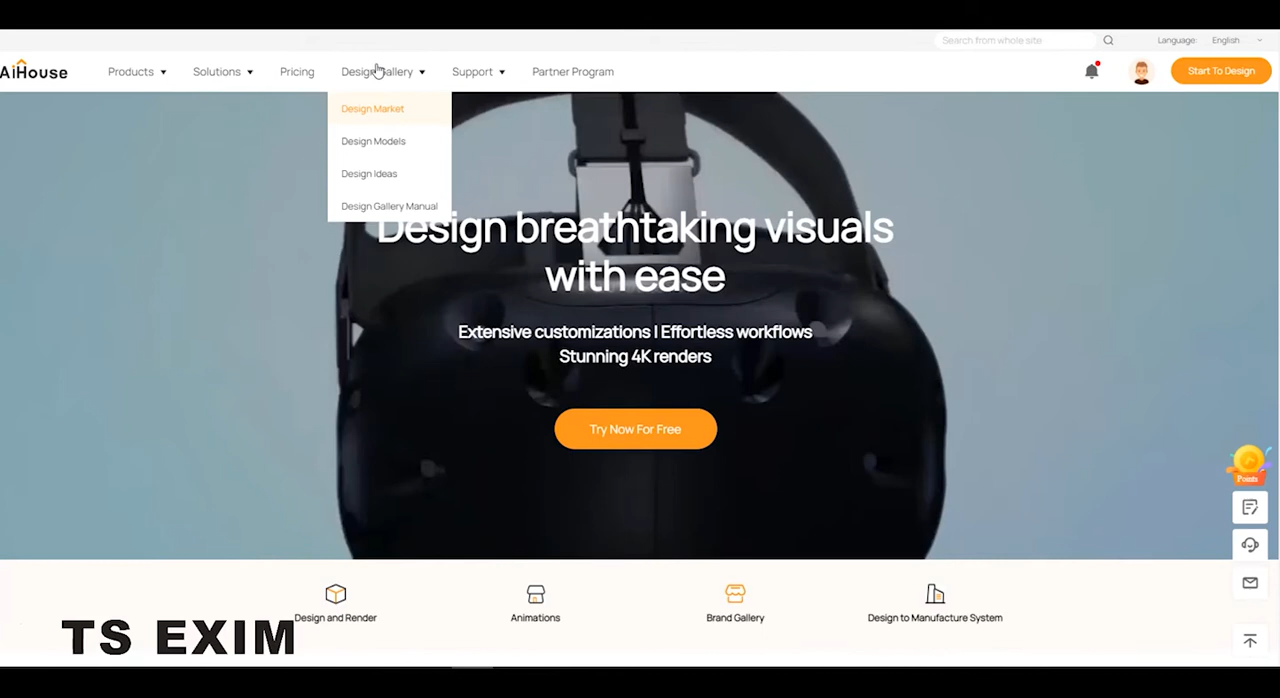 Search from whole site
Language: English
AiHouse
Products
Solutions
Pricing
Design Gallery
Support
Partner Program
Start To Design
Design Market
Design Models
Design Ideas
Design Gallery Manual
Design breathtaking visuals
with ease
Extensive customizations | Effortless workflows
Stunning 4K renders
Try Now For Free
Points
Design and Render
Animations
Brand Gallery
Design to Manufacture System
TS EXIM